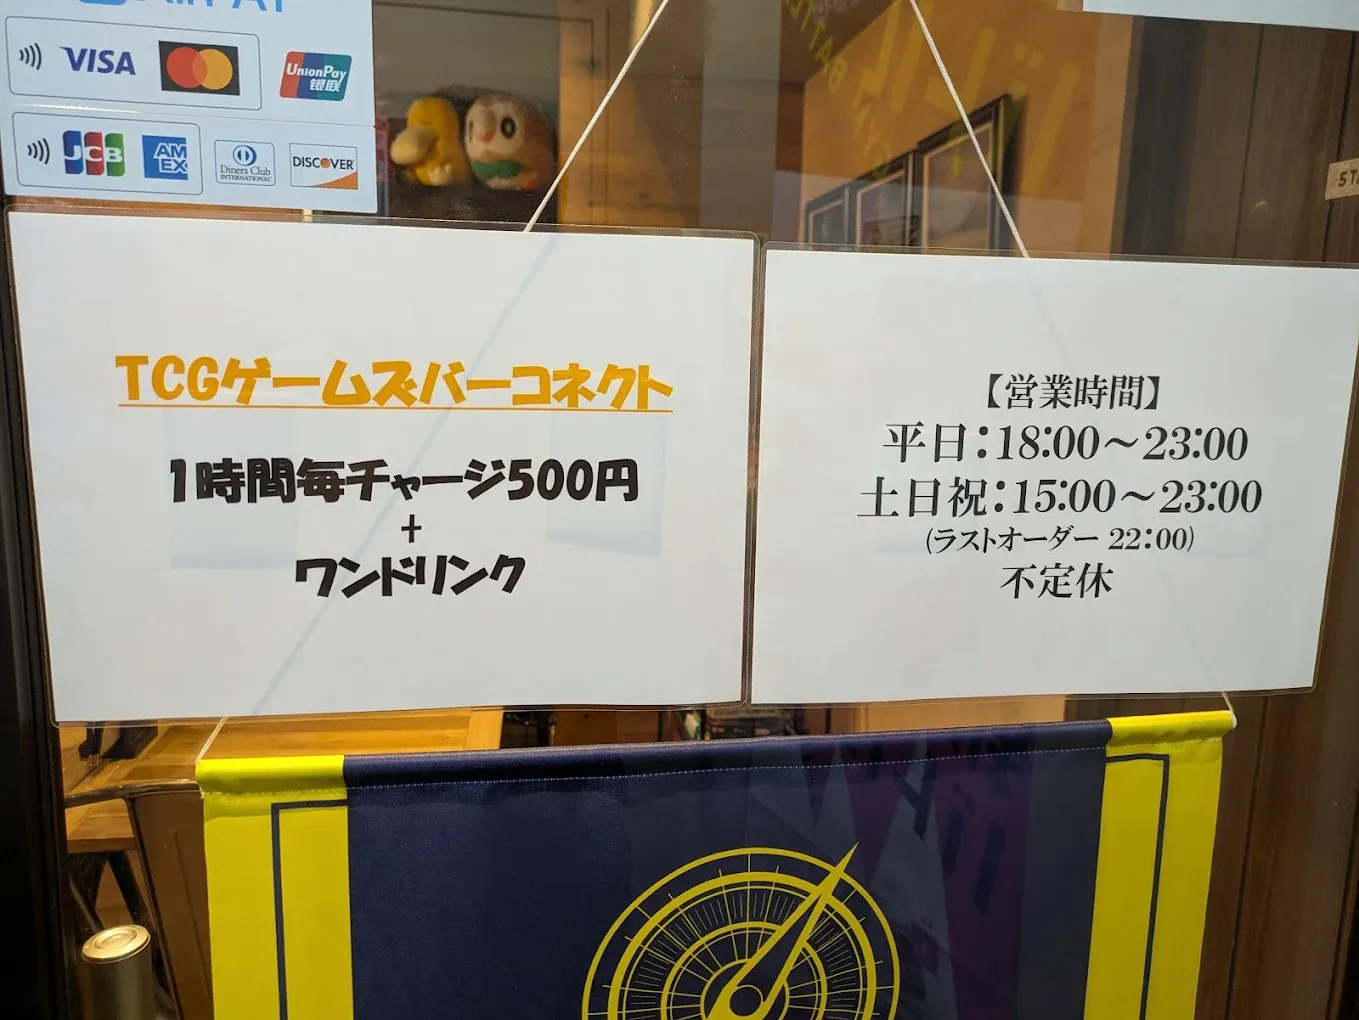 VISA
UnionPay
银联
JCB
AMEX
Diners Club
INTERNATIONAL
DISCOVER
TCGゲームズバーコネクト
1時間毎チャージ500円
+
ワンドリンク
【営業時間】
平日：18:00～23:00
土日祝：15:00～23:00
(ラストオーダー 22:00)
不定休